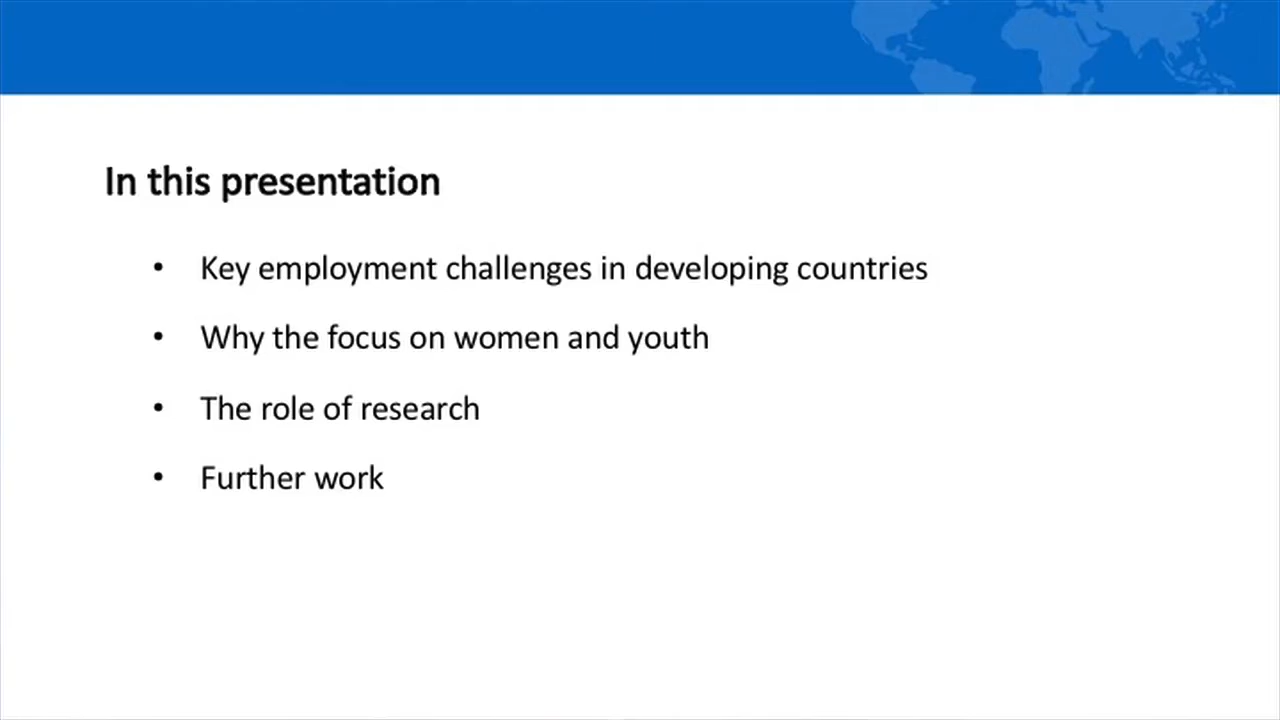 In this presentation
• Key employment challenges in developing countries
• Why the focus on women and youth
• The role of research
• Further work